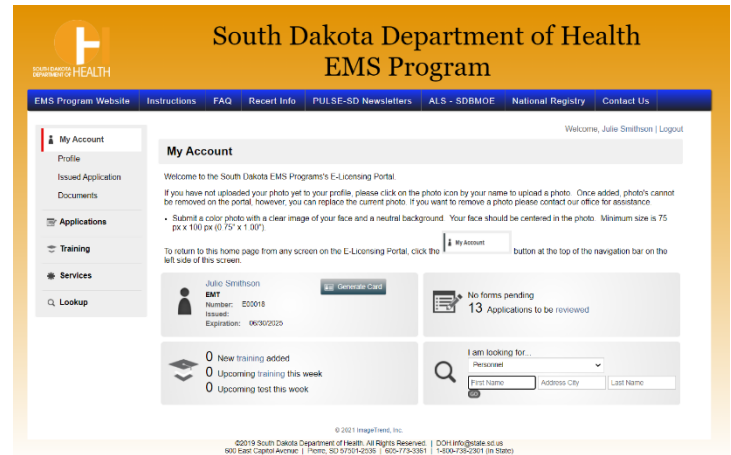 South Dakota Department of Health
EMS Program
SOUTH DAKOTA
DEPARTMENT OF HEALTH
EMS Program Website Instructions FAQ Recert Info PULSE-SD Newsletters ALS - SDBMOE National Registry Contact Us
Welcome, Julie Smithson | Logout
My Account
Profile
Issued Application
Documents
Applications
Training
Services
Lookup
My Account
Welcome to the South Dakota EMS Programs's E-Licensing Portal.
If you have not uploaded your photo yet to your profile, please click on the photo icon by your name to upload a photo. Once added, photo's cannot
be removed on the portal, however, you can replace the current photo. If you want to remove a photo please contact our office for assistance.
• Submit a color photo with a clear image of your face and a neutral background. Your face should be centered in the photo. Minimum size is 75
px x 100 px (0.75" x 1.00").
To return to this home page from any screen on the E-Licensing Portal, click the My Account button at the top of the navigation bar on the
left side of this screen.
Julie Smithson
EMT
Number: E00018
Issued:
Expiration: 06/30/2025
Generate Card
No forms pending
13 Applications to be reviewed
0 New training added
0 Upcoming training this week
0 Upcoming test this week
I am looking for...
Personnel
First Name Address City Last Name
GO
© 2021 ImageTrend, Inc.
©2019 South Dakota Department of Health. All Rights Reserved. | DOH.info@state.sd.us
600 East Capitol Avenue | Pierre, SD 57501-2536 | 605-773-3361 | 1-800-738-2301 (In State)